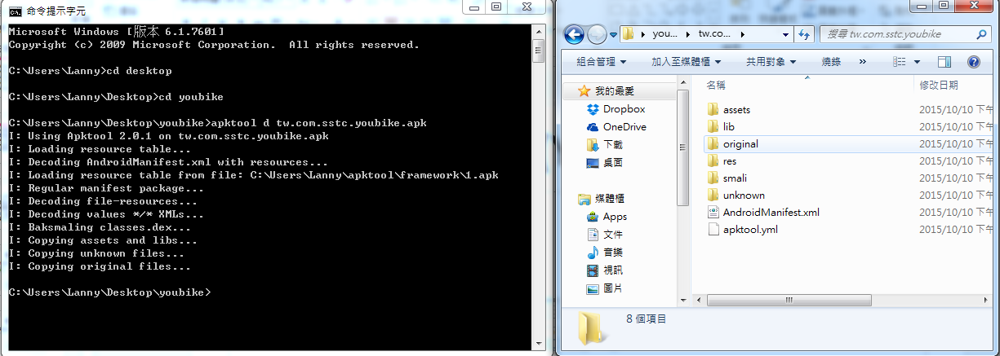 命令提示字元
Microsoft Windows [版本 6.1.7601]
Copyright (c) 2009 Microsoft Corporation.  All rights reserved.
C:\Users\Lanny>cd desktop
C:\Users\Lanny\Desktop>cd youbike
C:\Users\Lanny\Desktop\youbike>apktool d tw.com.sstc.youbike.apk
I: Using Apktool 2.0.1 on tw.com.sstc.youbike.apk
I: Loading resource table...
I: Decoding AndroidManifest.xml with resources...
I: Loading resource table from file: C:\Users\Lanny\apktool\framework\1.apk
I: Regular manifest package...
I: Decoding file-resources...
I: Decoding values */* XMLs...
I: Baksmaling classes.dex...
I: Copying assets and libs...
I: Copying unknown files...
I: Copying original files...
C:\Users\Lanny\Desktop\youbike>
you... tw.co... 搜尋 tw.com.sstc.youbike
組合管理 加入至媒體櫃 共用對象 燒錄 »
我的最愛
Dropbox
OneDrive
下載
桌面
媒體櫃
Apps
文件
音樂
視訊
圖片
名稱 修改日期
assets 2015/10/10 下午
lib 2015/10/10 下午
original 2015/10/10 下午
res 2015/10/10 下午
smali 2015/10/10 下午
unknown 2015/10/10 下午
AndroidManifest.xml 2015/10/10 下午
apktool.yml 2015/10/10 下午
8 個項目